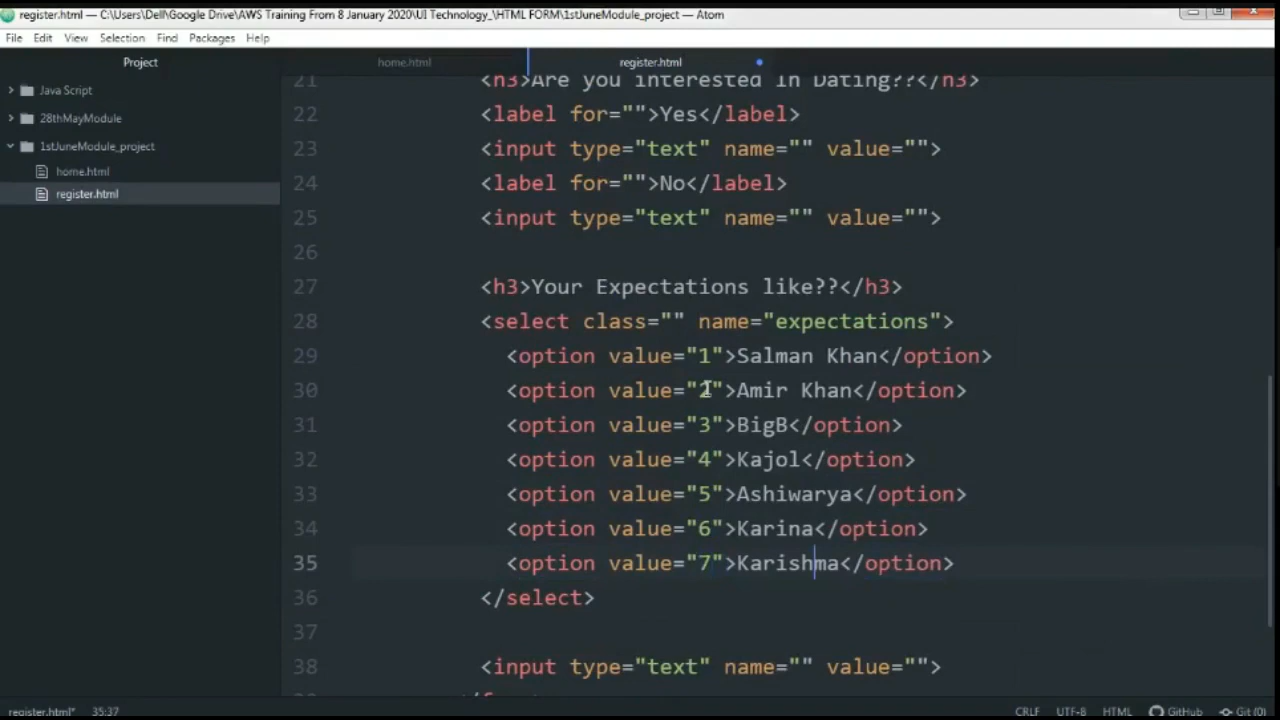 register.html — C:\Users\Dell\Google Drive\AWS Training From 8 January 2020\UI Technology_\HTML FORM\1stJuneModule_project — Atom
File Edit View Selection Find Packages Help
Project
home.html
register.html
Java Script
28thMayModule
1stJuneModule_project
home.html
register.html
21 <h3>Are you interested In Dating??</h3>
22 <label for="">Yes</label>
23 <input type="text" name="" value="">
24 <label for="">No</label>
25 <input type="text" name="" value="">
26
27 <h3>Your Expectations like??</h3>
28 <select class="" name="expectations">
29 <option value="1">Salman Khan</option>
30 <option value="2">Amir Khan</option>
31 <option value="3">BigB</option>
32 <option value="4">Kajol</option>
33 <option value="5">Ashiwarya</option>
34 <option value="6">Karina</option>
35 <option value="7">Karishma</option>
36 </select>
37
38 <input type="text" name="" value="">
register.html* 35:37 CRLF UTF-8 HTML GitHub Git (0)